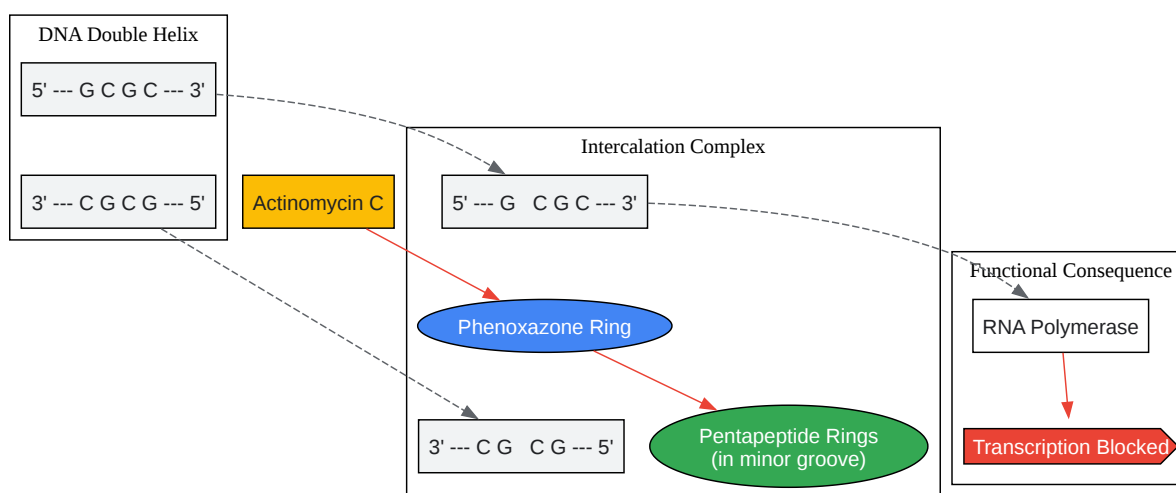 DNA Double Helix
5' --- G C G C --- 3'
3' --- C G C G --- 5'
Actinomycin C
Intercalation Complex
5' --- G   C G C --- 3'
Phenoxazone Ring
3' --- C G   C G --- 5'
Pentapeptide Rings
(in minor groove)
Functional Consequence
RNA Polymerase
Transcription Blocked